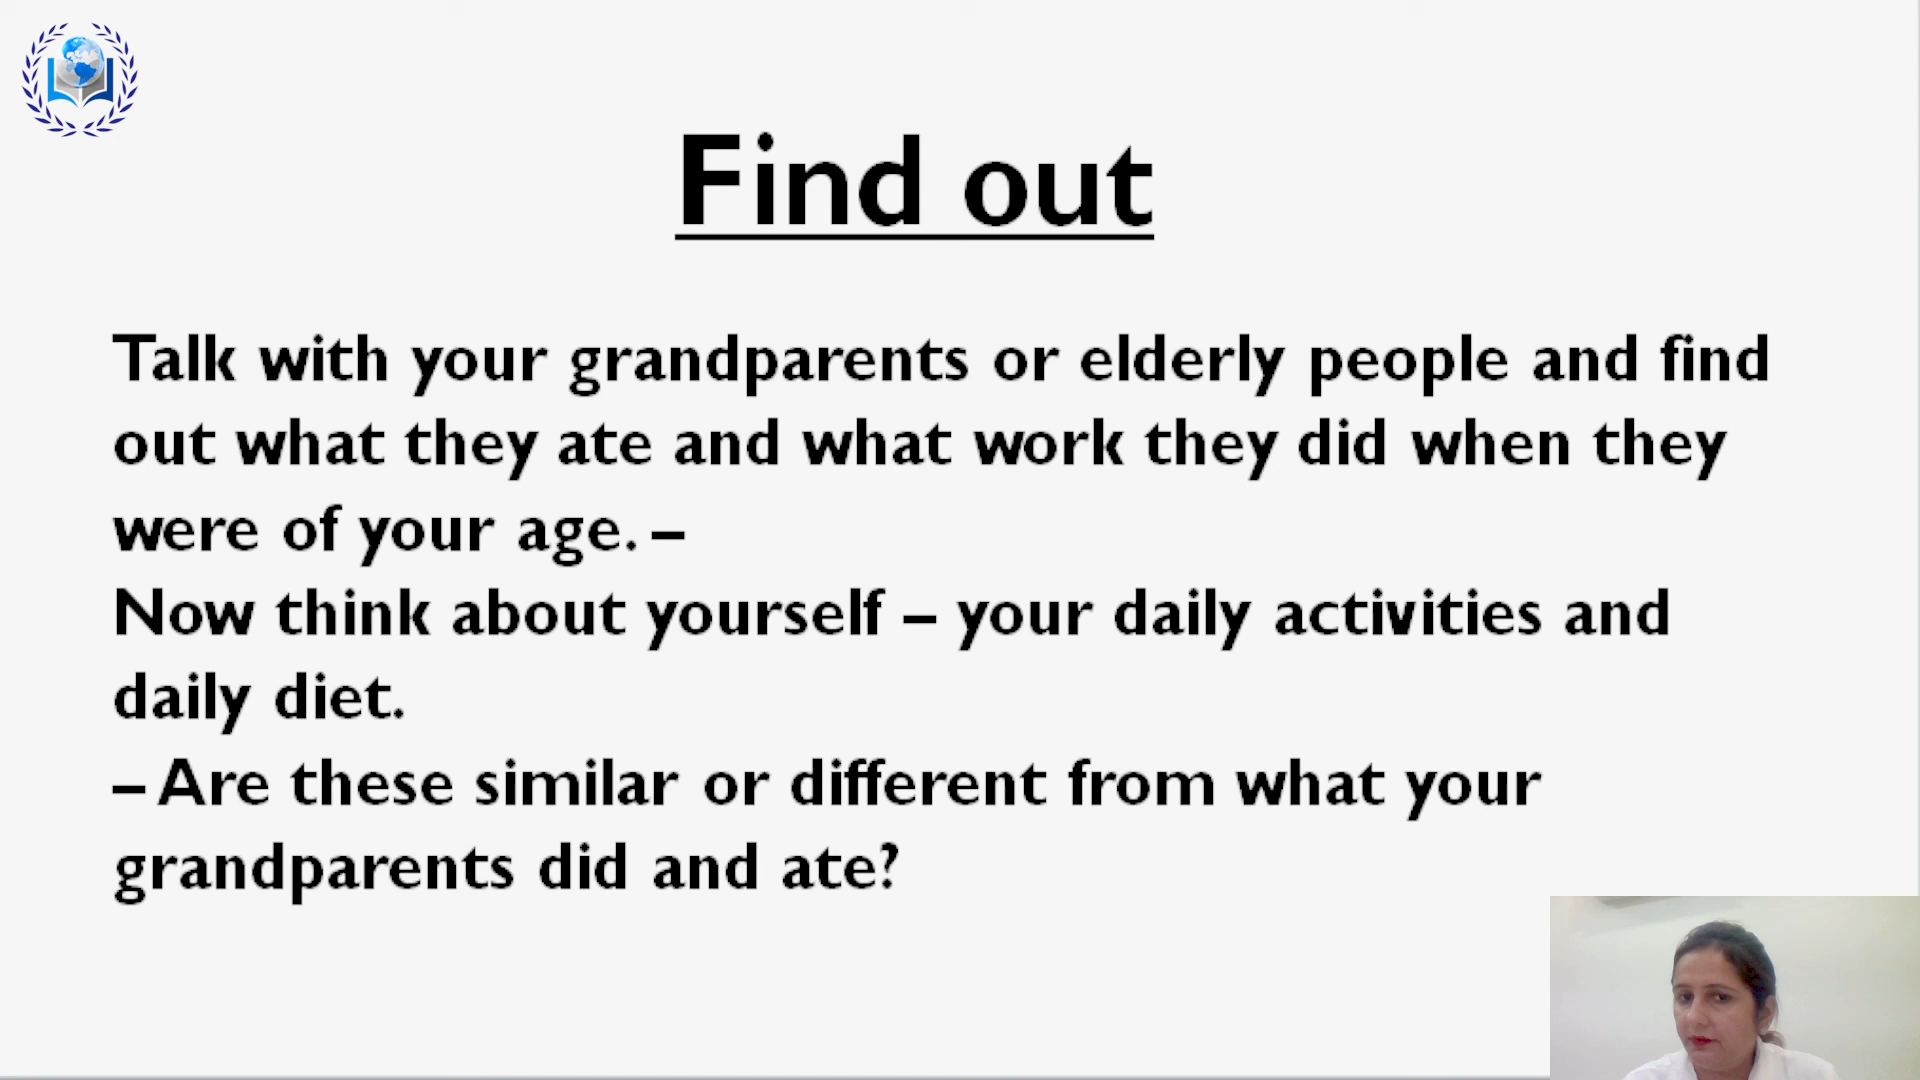 Find out
Talk with your grandparents or elderly people and find
out what they ate and what work they did when they
were of your age. –
Now think about yourself – your daily activities and
daily diet.
– Are these similar or different from what your
grandparents did and ate?